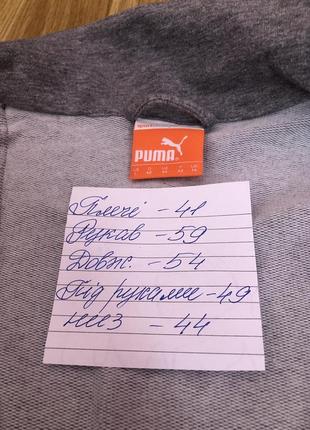 PUMA
Плечі - 41
Рукав - 59
Довж. - 54
Під руками - 49
низ - 44